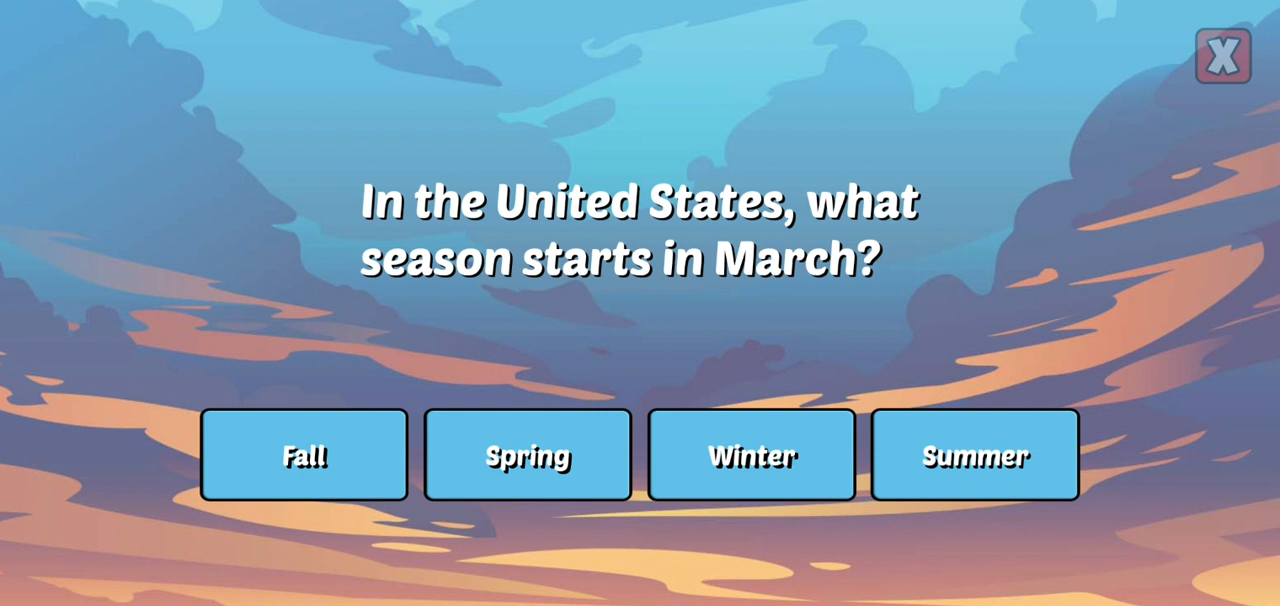 X
In the United States, what
season starts in March?
Fall
Spring
Winter
Summer